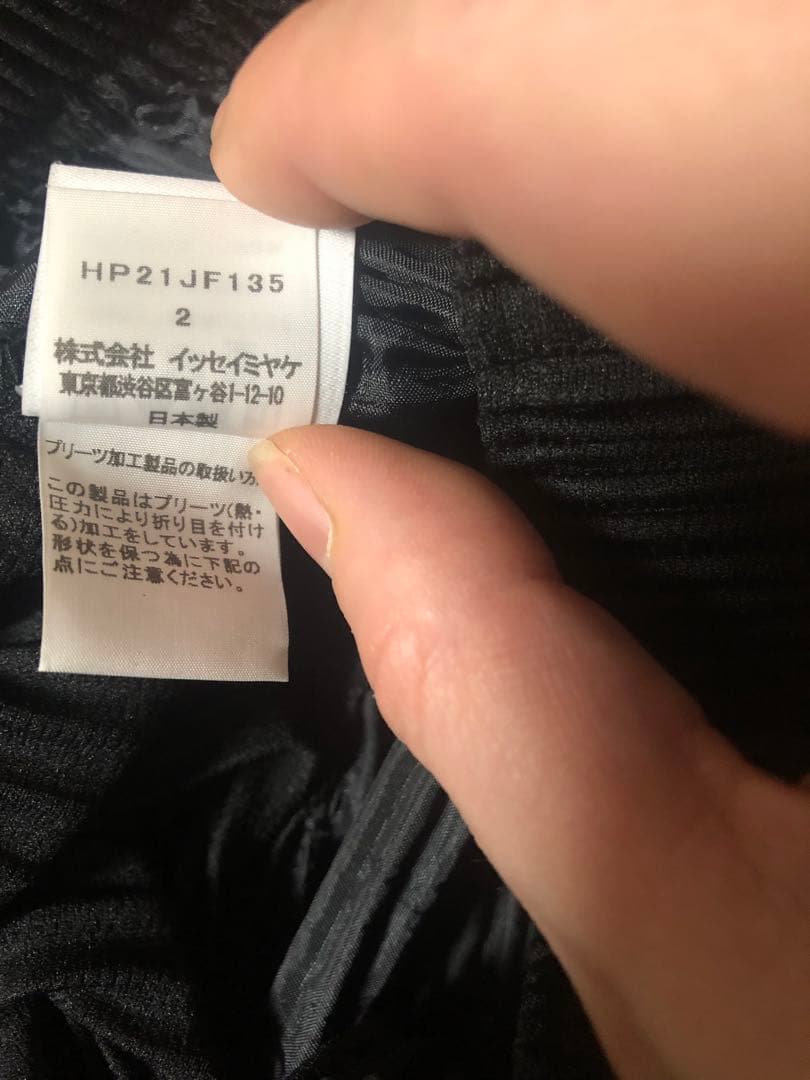 HP21JF135
2
株式会社 イッセイミヤケ
東京都渋谷区富ヶ谷1-12-10
日本製
プリーツ加工製品の取扱い方
この製品はプリーツ(熱・
圧力により折り目を付け
る)加工をしています。
形状を保つ為に下記の
点にご注意ください。